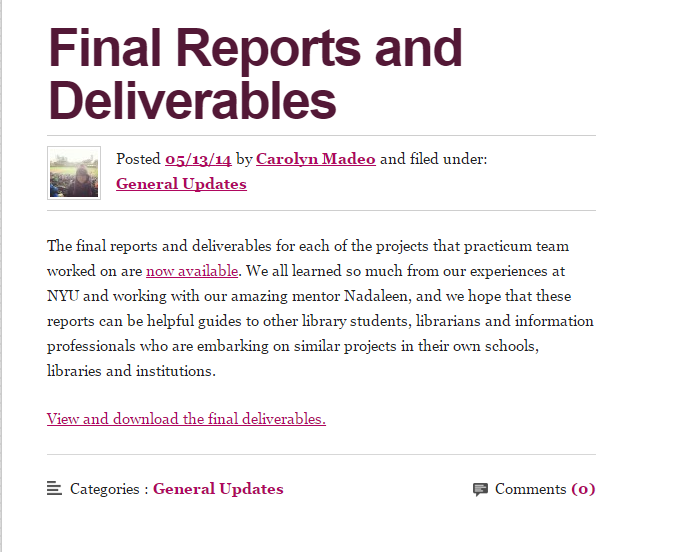 Final Reports and
Deliverables
Posted 05/13/14 by Carolyn Madeo and filed under:
General Updates
The final reports and deliverables for each of the projects that practicum team
worked on are now available. We all learned so much from our experiences at
NYU and working with our amazing mentor Nadaleen, and we hope that these
reports can be helpful guides to other library students, librarians and information
professionals who are embarking on similar projects in their own schools,
libraries and institutions.
View and download the final deliverables.
Categories : General Updates
Comments (0)